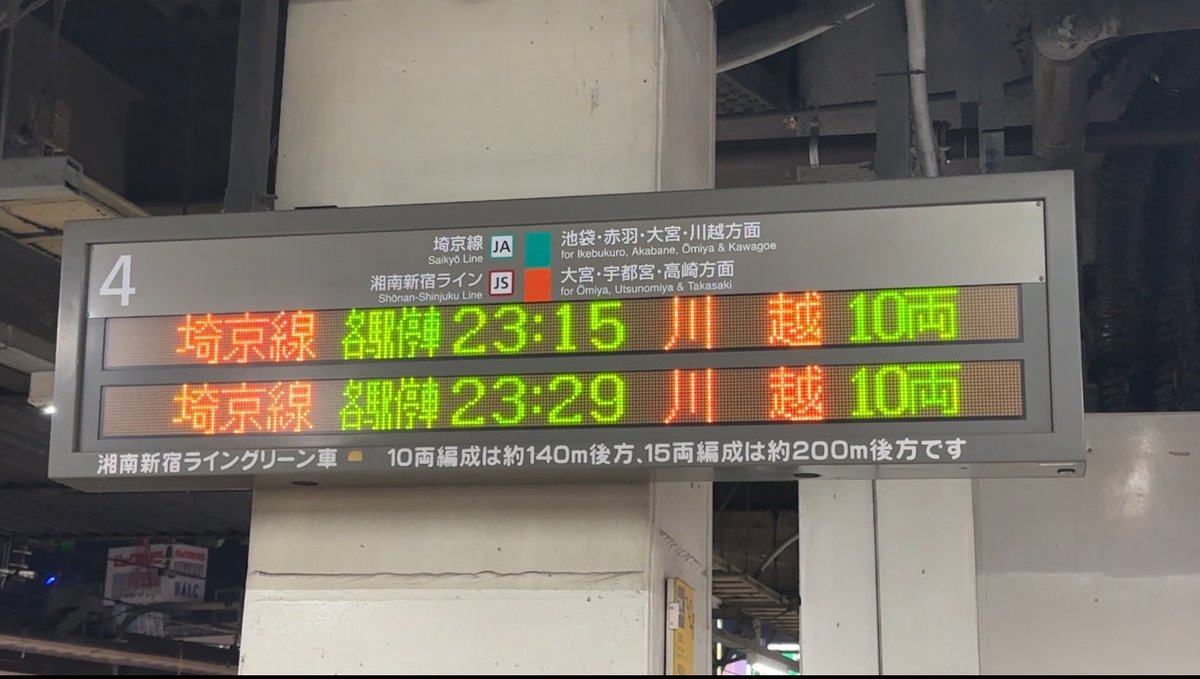 4
埼京線 JA 池袋・赤羽・大宮・川越方面
Saikyō Line for Ikebukuro, Akabane, Ōmiya & Kawagoe
湘南新宿ライン JS 大宮・宇都宮・高崎方面
Shōnan-Shinjuku Line for Ōmiya, Utsunomiya & Takasaki
埼京線 各駅停車 23:15 川越 10両
埼京線 各駅停車 23:29 川越 10両
湘南新宿ライングリーン車 10両編成は約140m後方、15両編成は約200m後方です